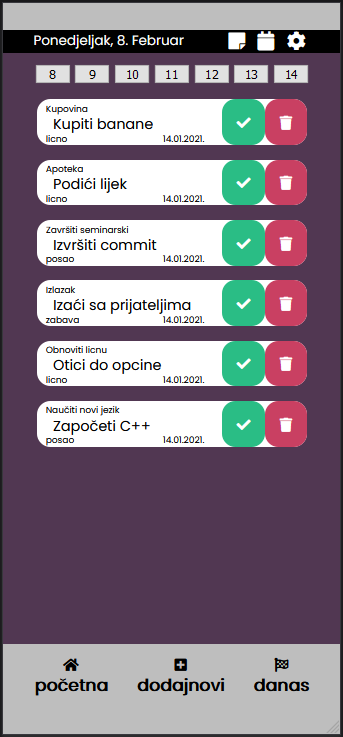 Ponedjeljak, 8. Februar
8 9 10 11 12 13 14
Kupovina
Kupiti banane
licno 14.01.2021.
Apoteka
Podići lijek
licno 14.01.2021.
Završiti seminarski
Izvršiti commit
posao 14.01.2021.
Izlazak
Izaći sa prijateljima
zabava 14.01.2021.
Obnoviti licnu
Otici do opcine
licno 14.01.2021.
Naučiti novi jezik
Započeti C++
posao 14.01.2021.
početna dodajnovi danas